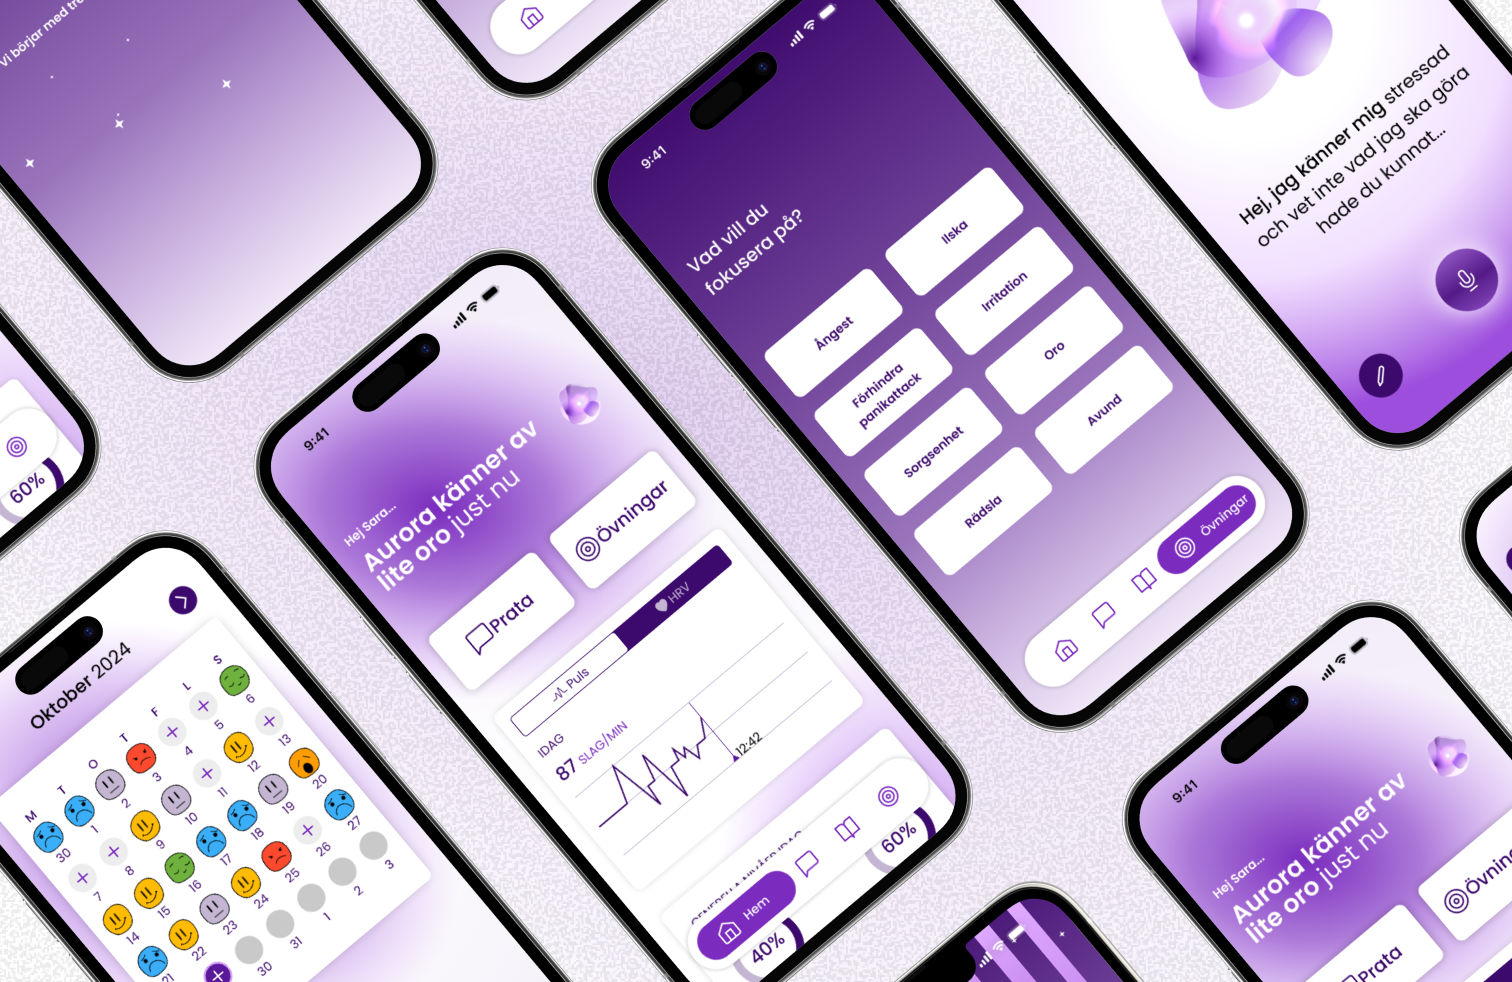 Vi börjar med
60%
Oktober 2024
M T O T F L S
30 1 2 3 4 5 6
7 8 9 10 11 12 13
14 15 16 17 18 19 20
21 22 23 24 25 26 27
30 31 1 2 3
9:41
Hej Sara...
Aurora känner av
lite oro just nu
Prata
Övningar
Puls
HRV
IDAG
87 SLAG/MIN
12:42
Hem
40%
60%
9:41
Vad vill du
fokusera på?
Ångest
Ilska
Förhindra
panikattack
Irritation
Sorgsenhet
Oro
Rädsla
Avund
Övningar
Hej, jag känner mig stressad
och vet inte vad jag ska göra
hade du kunnat...
9:41
Hej Sara...
Aurora känner av
lite oro just nu
Prata